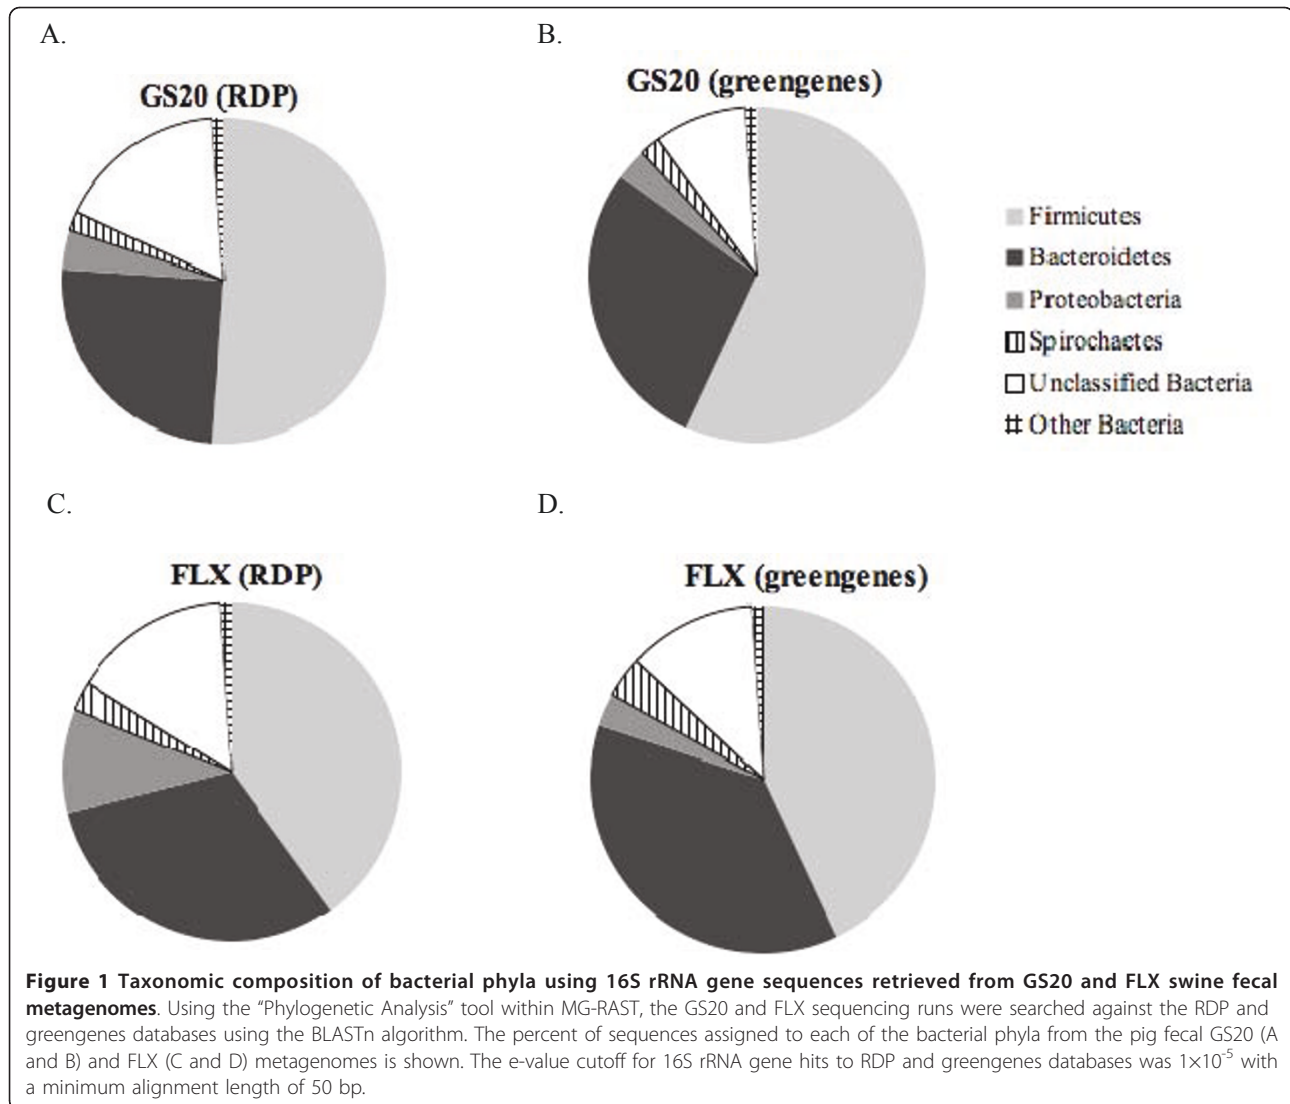 A.
B.
GS20 (RDP)
GS20 (greengenes)
Firmicutes
Bacteroidetes
Proteobacteria
Spirochaetes
Unclassified Bacteria
Other Bacteria
C.
D.
FLX (RDP)
FLX (greengenes)
Figure 1 Taxonomic composition of bacterial phyla using 16S rRNA gene sequences retrieved from GS20 and FLX swine fecal
metagenomes. Using the “Phylogenetic Analysis” tool within MG-RAST, the GS20 and FLX sequencing runs were searched against the RDP and
greengenes databases using the BLASTn algorithm. The percent of sequences assigned to each of the bacterial phyla from the pig fecal GS20 (A
and B) and FLX (C and D) metagenomes is shown. The e-value cutoff for 16S rRNA gene hits to RDP and greengenes databases was 1×10⁻⁵ with
a minimum alignment length of 50 bp.